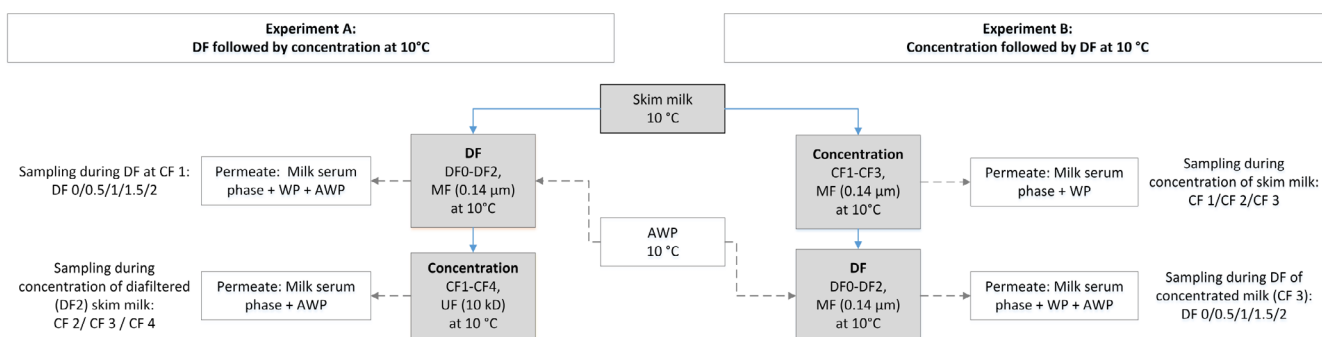 Experiment A:
DF followed by concentration at 10°C
Experiment B:
Concentration followed by DF at 10 °C
Skim milk
10 °C
Sampling during DF at CF 1:
DF 0/0.5/1/1.5/2
Permeate: Milk serum
phase + WP + AWP
DF
DF0-DF2,
MF (0.14 µm)
at 10°C
Concentration
CF1-CF3,
MF (0.14 µm)
at 10°C
Permeate: Milk serum
phase + WP
Sampling during
concentration of skim milk:
CF 1/CF 2/CF 3
AWP
10 °C
Sampling during
concentration of diafiltered
(DF2) skim milk:
CF 2/ CF 3 / CF 4
Permeate: Milk serum
phase + AWP
Concentration
CF1-CF4,
UF (10 kD)
at 10 °C
DF
DF0-DF2,
MF (0.14 µm)
at 10°C
Permeate: Milk serum
phase + WP + AWP
Sampling during DF of
concentrated milk (CF 3):
DF 0/0.5/1/1.5/2